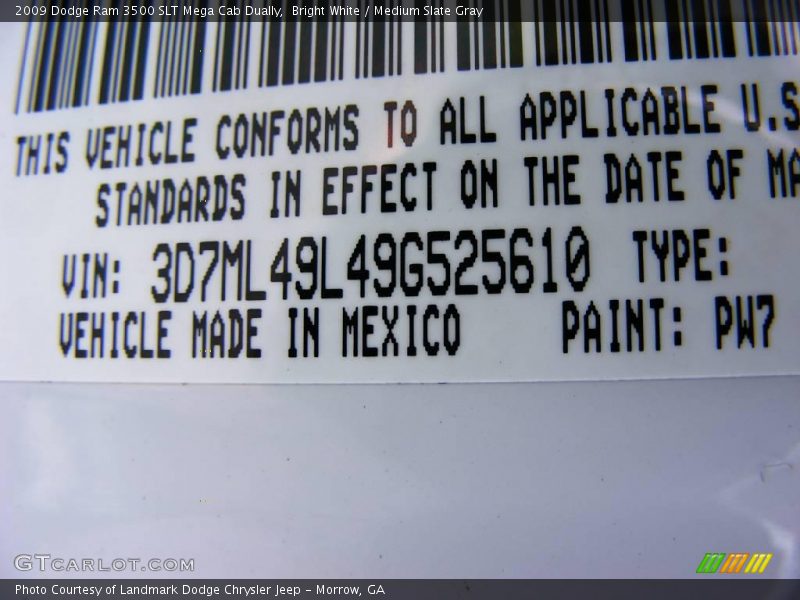 2009 Dodge Ram 3500 SLT Mega Cab Dually, Bright White / Medium Slate Gray
THIS VEHICLE CONFORMS TO ALL APPLICABLE U.S
STANDARDS IN EFFECT ON THE DATE OF MA
VIN: 3D7ML49L49G525610 TYPE:
VEHICLE MADE IN MEXICO PAINT: PW7
GTCARLOT.COM
Photo Courtesy of Landmark Dodge Chrysler Jeep - Morrow, GA